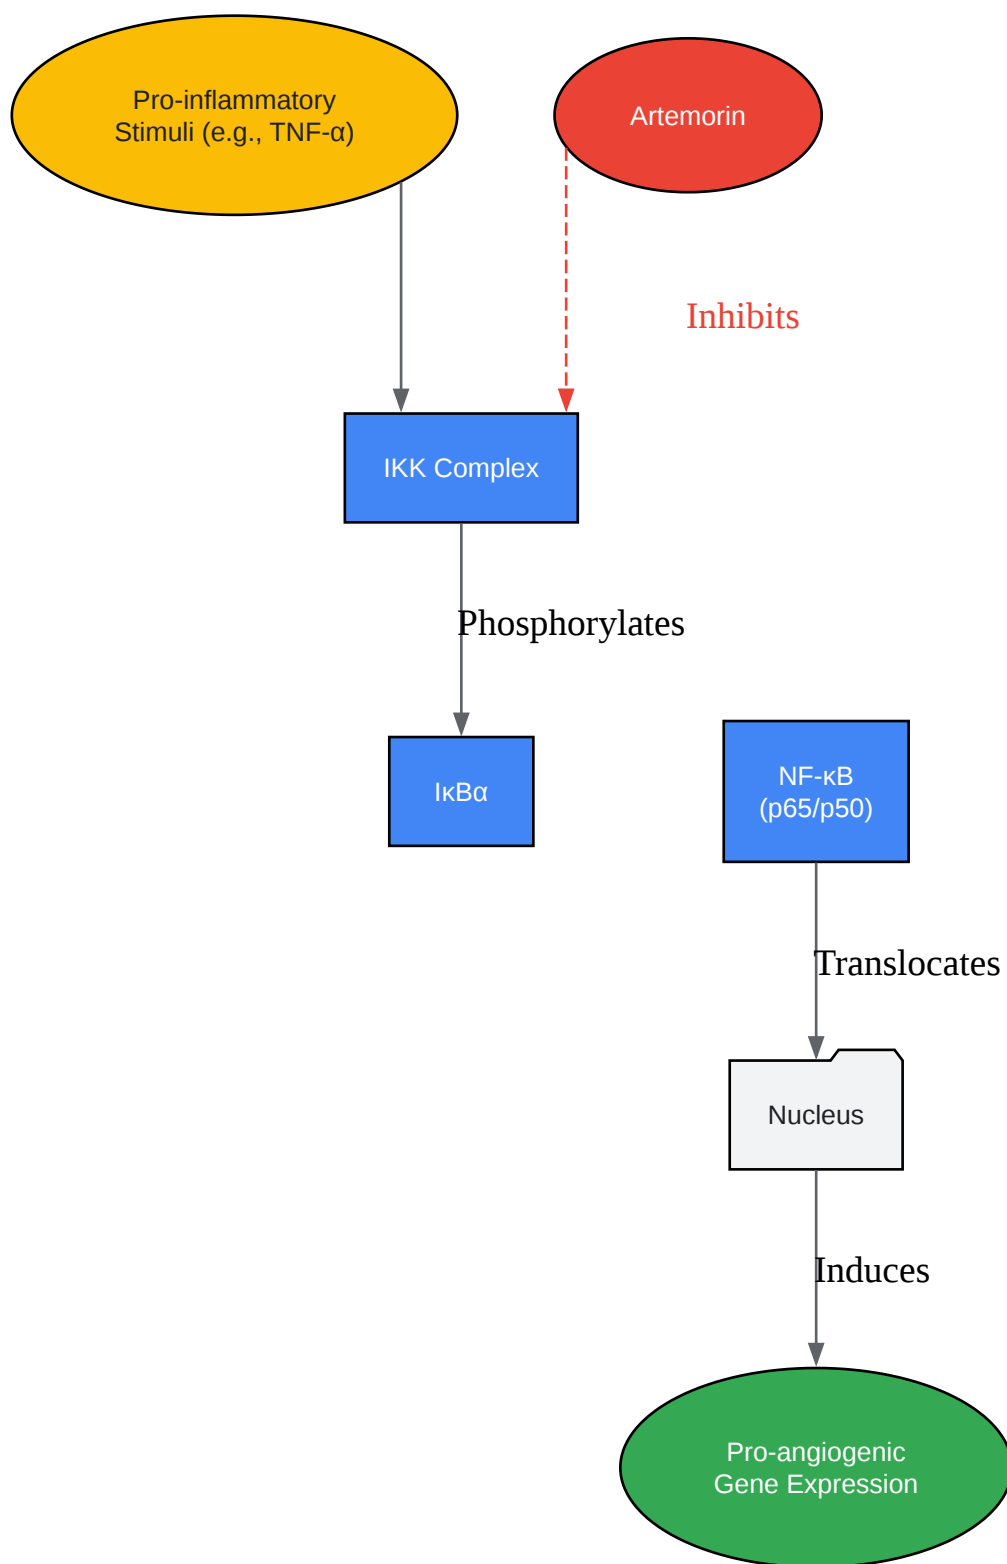 Pro-inflammatory
Stimuli (e.g., TNF-α)
Artemorin
Inhibits
IKK Complex
Phosphorylates
IκBα
NF-κB
(p65/p50)
Translocates
Nucleus
Induces
Pro-angiogenic
Gene Expression